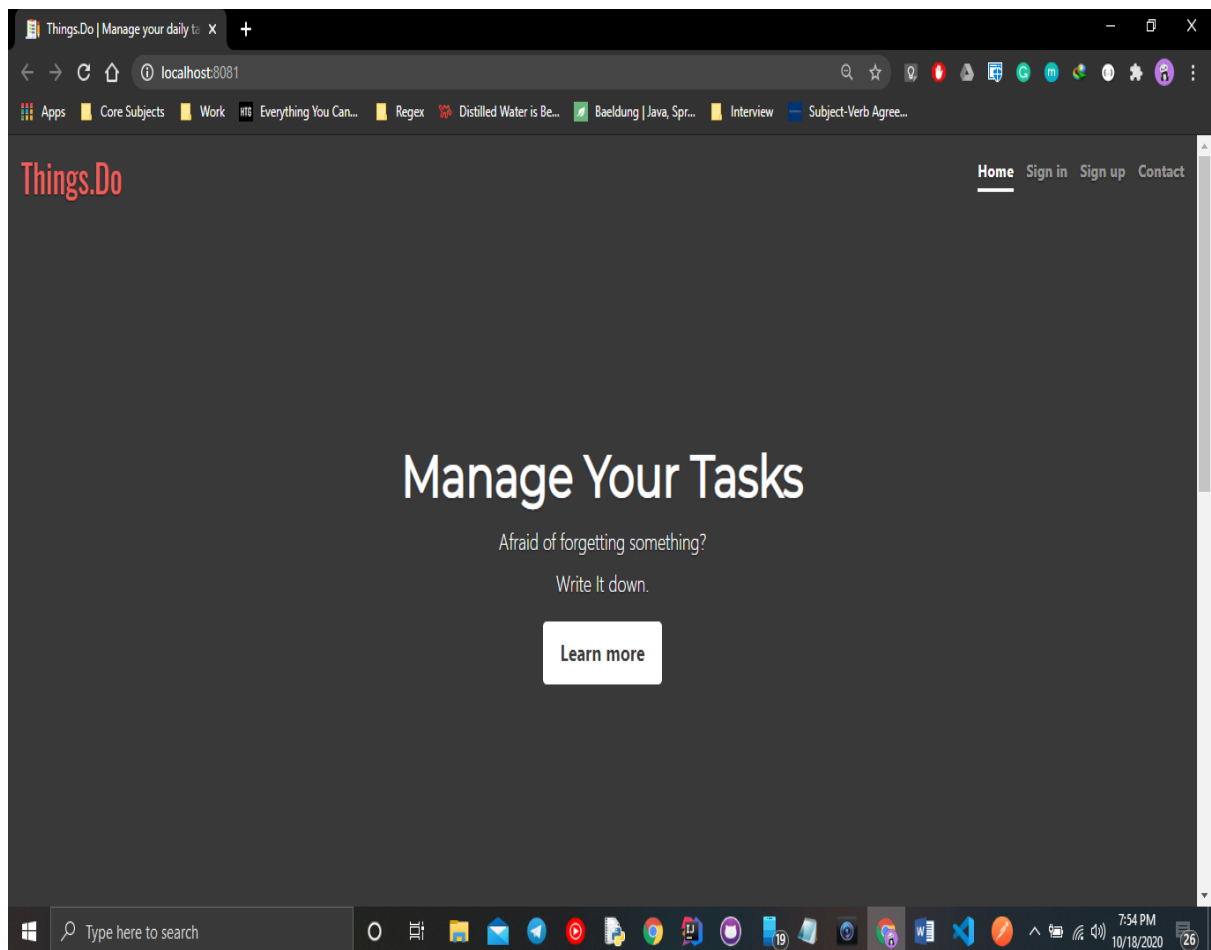 Things.Do | Manage your daily ta
localhost:8081
Apps Core Subjects Work HTG Everything You Can... Regex Distilled Water is Be... Baeldung | Java, Spr... Interview Subject-Verb Agree...
Things.Do
Home Sign in Sign up Contact
Manage Your Tasks
Afraid of forgetting something?
Write It down.
Learn more
Type here to search
19
7:54 PM
10/18/2020
26